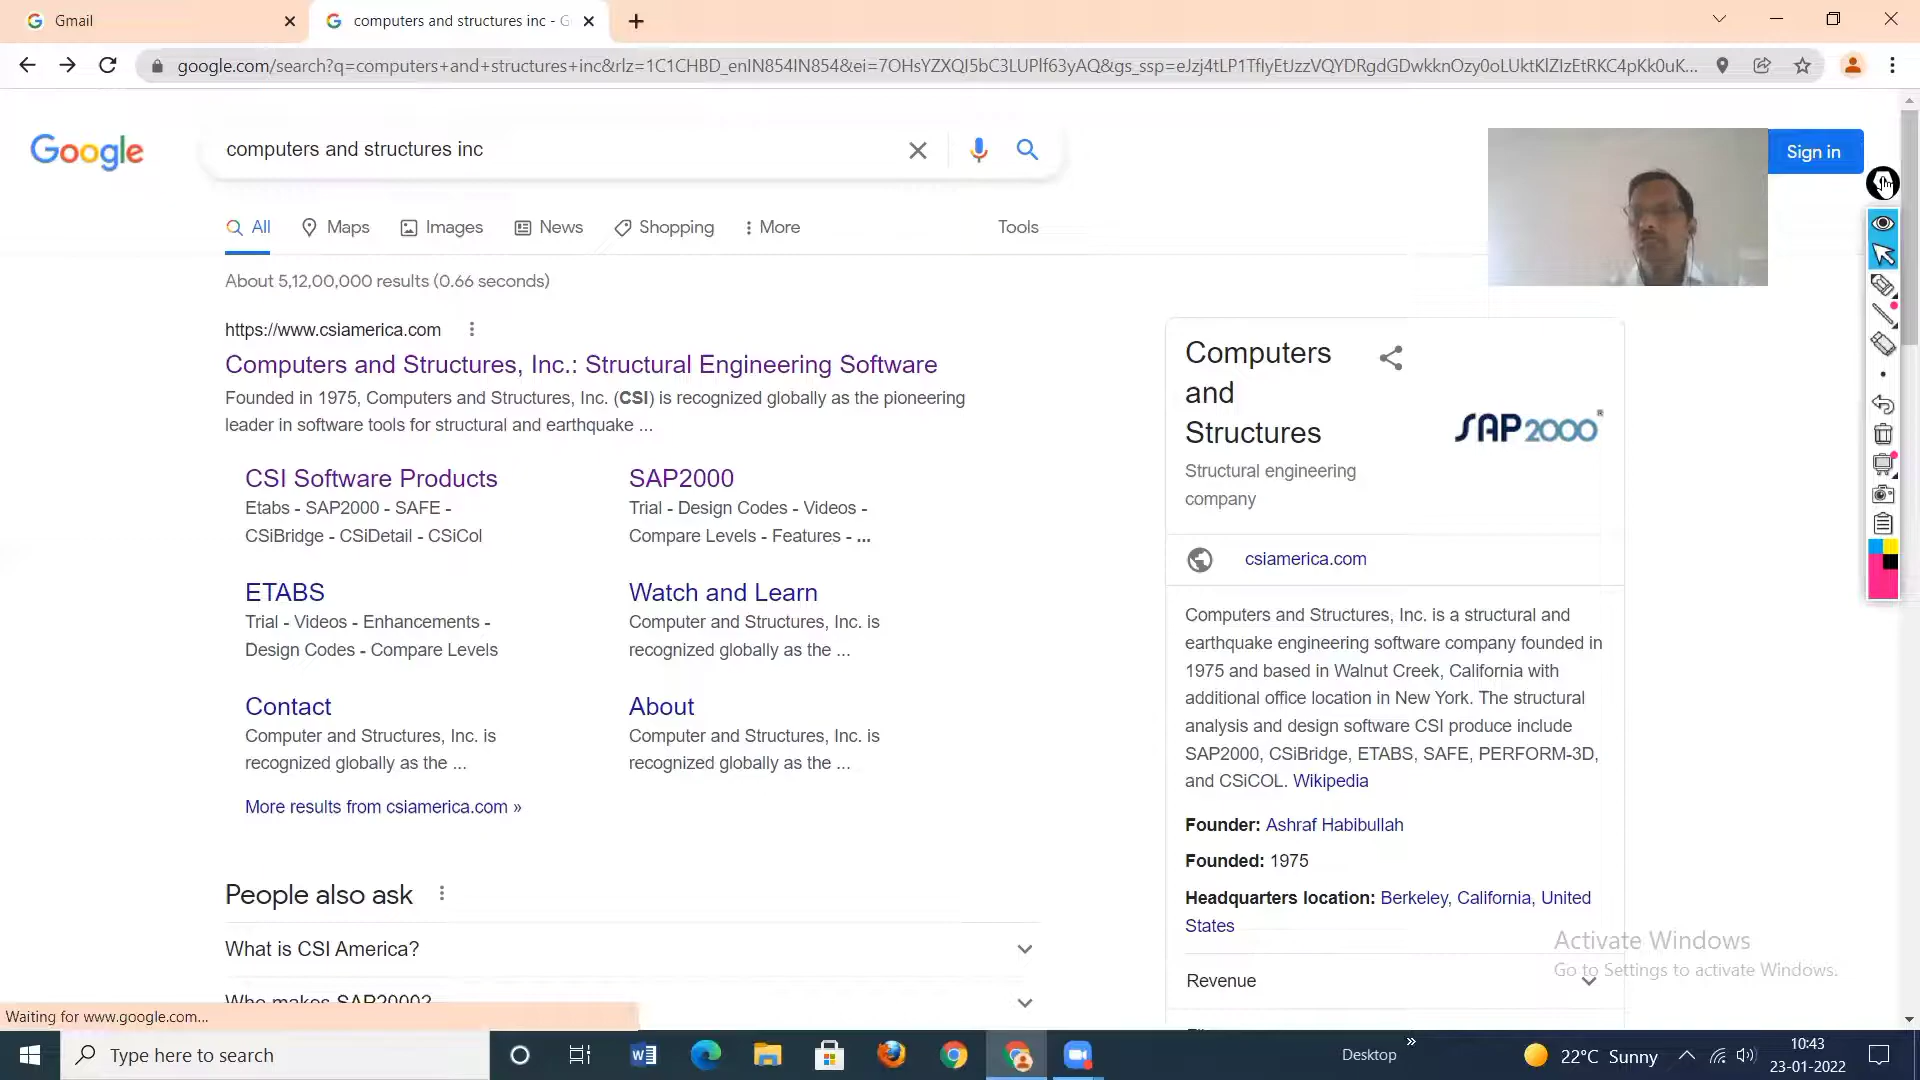 Gmail
computers and structures inc - G
google.com/search?q=computers+and+structures+inc&rlz=1C1CHBD_enIN854IN854&ei=7OHsYZXQI5bC3LUPlf63yAQ&gs_ssp=eJzj4tLP1TflyEtJzzVQYDRgdGDwkknOzy0oLUktKlZIzEtRKC4pKk0uK...
Google
computers and structures inc
Sign in
All
Maps
Images
News
Shopping
More
Tools
About 5,12,00,000 results (0.66 seconds)
https://www.csiamerica.com
Computers and Structures, Inc.: Structural Engineering Software
Founded in 1975, Computers and Structures, Inc. (CSI) is recognized globally as the pioneering
leader in software tools for structural and earthquake ...
CSI Software Products
Etabs - SAP2000 - SAFE -
CSiBridge - CSiDetail - CSiCol
SAP2000
Trial - Design Codes - Videos -
Compare Levels - Features - ...
ETABS
Trial - Videos - Enhancements -
Design Codes - Compare Levels
Watch and Learn
Computer and Structures, Inc. is
recognized globally as the ...
Contact
Computer and Structures, Inc. is
recognized globally as the ...
About
Computer and Structures, Inc. is
recognized globally as the ...
More results from csiamerica.com »
People also ask
What is CSI America?
Who makes SAP2000?
Computers
and
Structures
Structural engineering
company
SAP2000®
csiamerica.com
Computers and Structures, Inc. is a structural and
earthquake engineering software company founded in
1975 and based in Walnut Creek, California with
additional office location in New York. The structural
analysis and design software CSI produce include
SAP2000, CSiBridge, ETABS, SAFE, PERFORM-3D,
and CSiCOL. Wikipedia
Founder: Ashraf Habibullah
Founded: 1975
Headquarters location: Berkeley, California, United
States
Revenue
Activate Windows
Go to Settings to activate Windows.
Waiting for www.google.com...
Type here to search
Desktop
22°C Sunny
10:43
23-01-2022